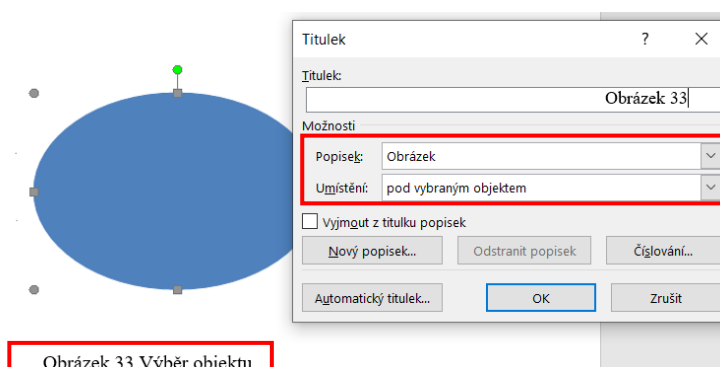 Titulek
?
Titulek:
Obrázek 33
Možnosti
Popisek: Obrázek
Umístění: pod vybraným objektem
Vyjmout z titulku popisek
Nový popisek... Odstranit popisek Číslování...
Automatický titulek... OK Zrušit
Obrázek 33 Výběr objektu